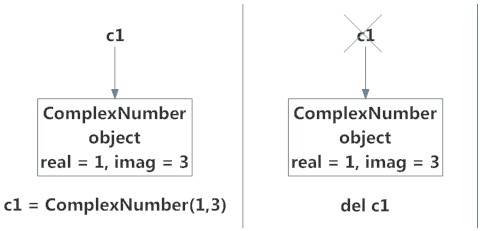 c1
ComplexNumber
object
real = 1, imag = 3
c1 = ComplexNumber(1,3)
c1
ComplexNumber
object
real = 1, imag = 3
del c1